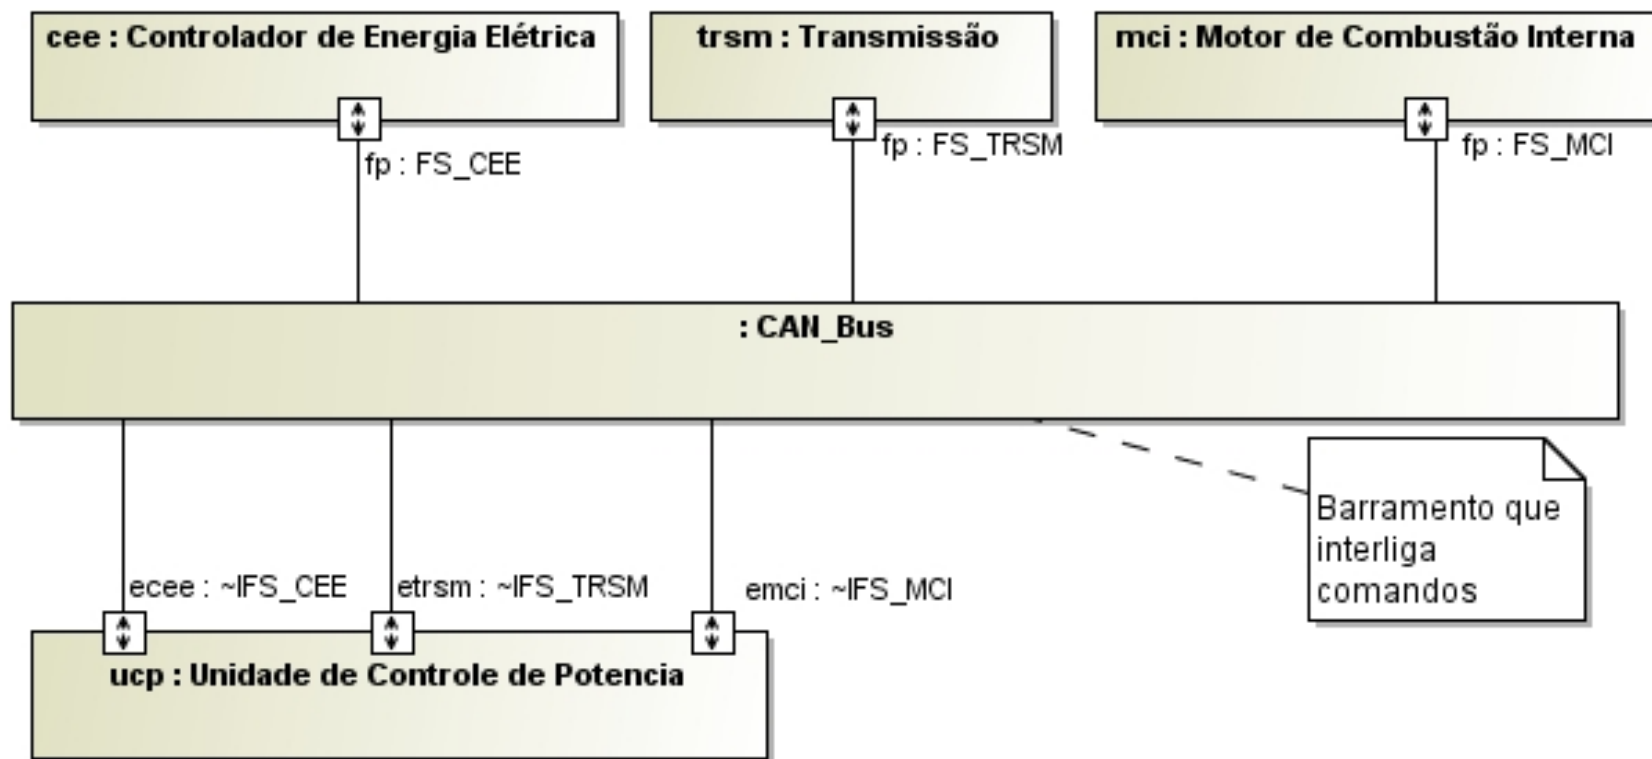 cee : Controlador de Energia Elétrica
trsm : Transmissão
mci : Motor de Combustão Interna
fp : FS_CEE
fp : FS_TRSM
fp : FS_MCI
: CAN_Bus
Barramento que
interliga
comandos
ecee : ~IFS_CEE
etrsm : ~IFS_TRSM
emci : ~IFS_MCI
ucp : Unidade de Controle de Potencia